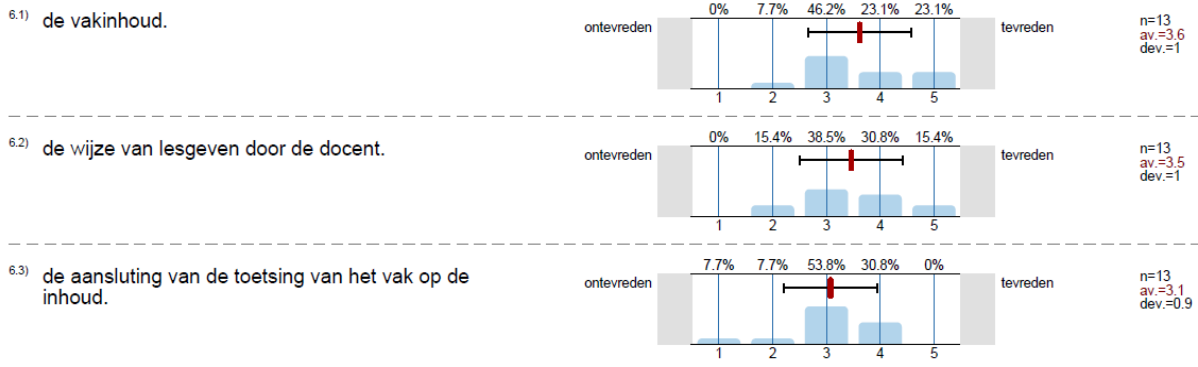 6.1) de vakinhoud.
0% 7.7% 46.2% 23.1% 23.1%
ontevreden
tevreden
1 2 3 4 5
n=13
av.=3.6
dev.=1
6.2) de wijze van lesgeven door de docent.
0% 15.4% 38.5% 30.8% 15.4%
ontevreden
tevreden
1 2 3 4 5
n=13
av.=3.5
dev.=1
6.3) de aansluting van de toetsing van het vak op de
inhoud.
7.7% 7.7% 53.8% 30.8% 0%
ontevreden
tevreden
1 2 3 4 5
n=13
av.=3.1
dev.=0.9